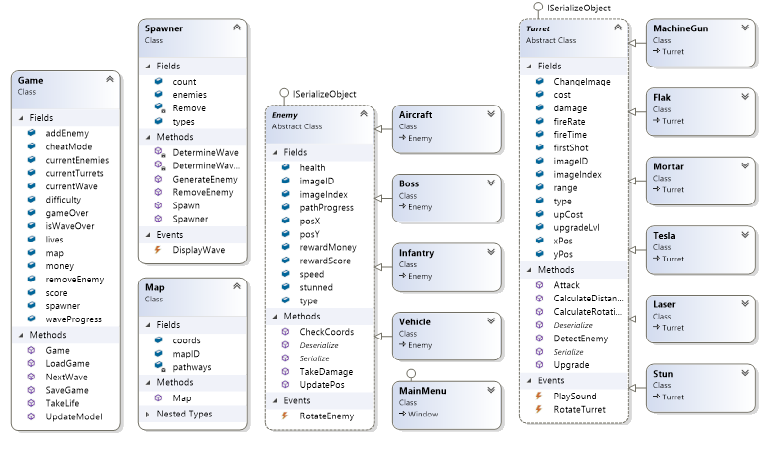 Game
Class
Fields
addEnemy
cheatMode
currentEnemies
currentTurrets
currentWave
difficulty
gameOver
isWaveOver
lives
map
money
removeEnemy
score
spawner
waveProgress
Methods
Game
LoadGame
NextWave
SaveGame
TakeLife
UpdateModel
Spawner
Class
Fields
count
enemies
Remove
types
Methods
DetermineWave
DetermineWav...
GenerateEnemy
RemoveEnemy
Spawn
Spawner
Events
DisplayWave
Map
Class
Fields
coords
mapID
pathways
Methods
Map
Nested Types
ISerializeObject
Enemy
Abstract Class
Fields
health
imageID
imageIndex
pathProgress
posX
posY
rewardMoney
rewardScore
speed
stunned
type
Methods
CheckCoords
Deserialize
Serialize
TakeDamage
UpdatePos
Events
RotateEnemy
Aircraft
Class
Enemy
Boss
Class
Enemy
Infantry
Class
Enemy
Vehicle
Class
Enemy
MainMenu
Class
Window
ISerializeObject
Turret
Abstract Class
Fields
ChangeImage
cost
damage
fireRate
fireTime
firstShot
imageID
imageIndex
range
type
upCost
upgradeLvl
xPos
yPos
Methods
Attack
CalculateDistan...
CalculateRotati...
Deserialize
DetectEnemy
Serialize
Upgrade
Events
PlaySound
RotateTurret
MachineGun
Class
Turret
Flak
Class
Turret
Mortar
Class
Turret
Tesla
Class
Turret
Laser
Class
Turret
Stun
Class
Turret